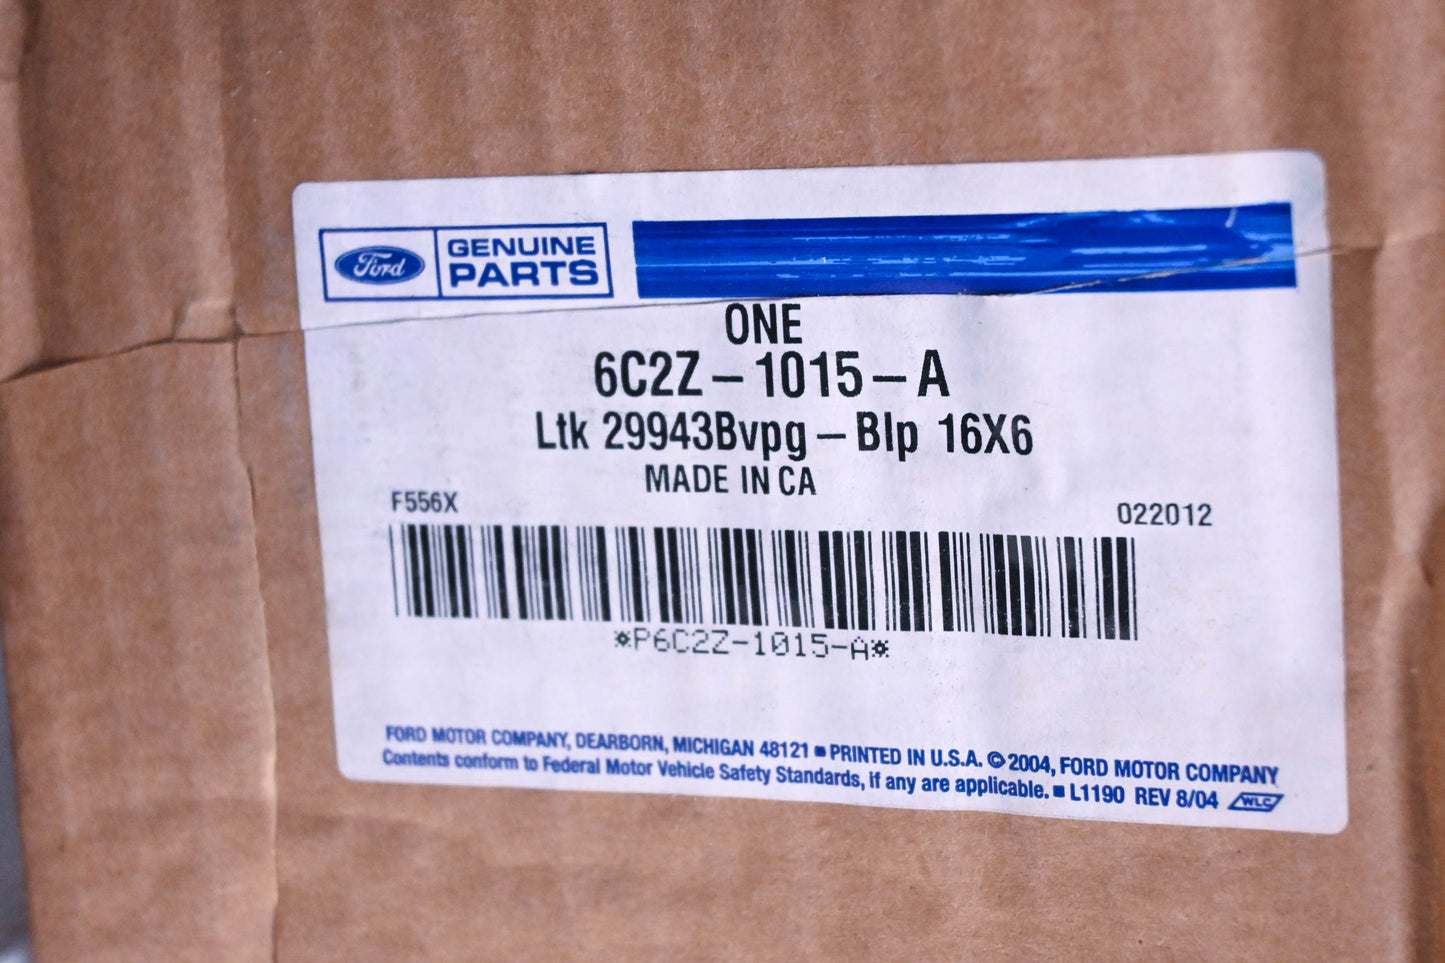 Ford
GENUINE
PARTS
ONE
6C2Z – 1015 – A
Ltk 29943Bvpg – Blp 16X6
MADE IN CA
F556X
022012
*P6C2Z-1015-A*
FORD MOTOR COMPANY, DEARBORN, MICHIGAN 48121 ■ PRINTED IN U.S.A. © 2004, FORD MOTOR COMPANY
Contents conform to Federal Motor Vehicle Safety Standards, if any are applicable. ■ L1190 REV 8/04 WLC